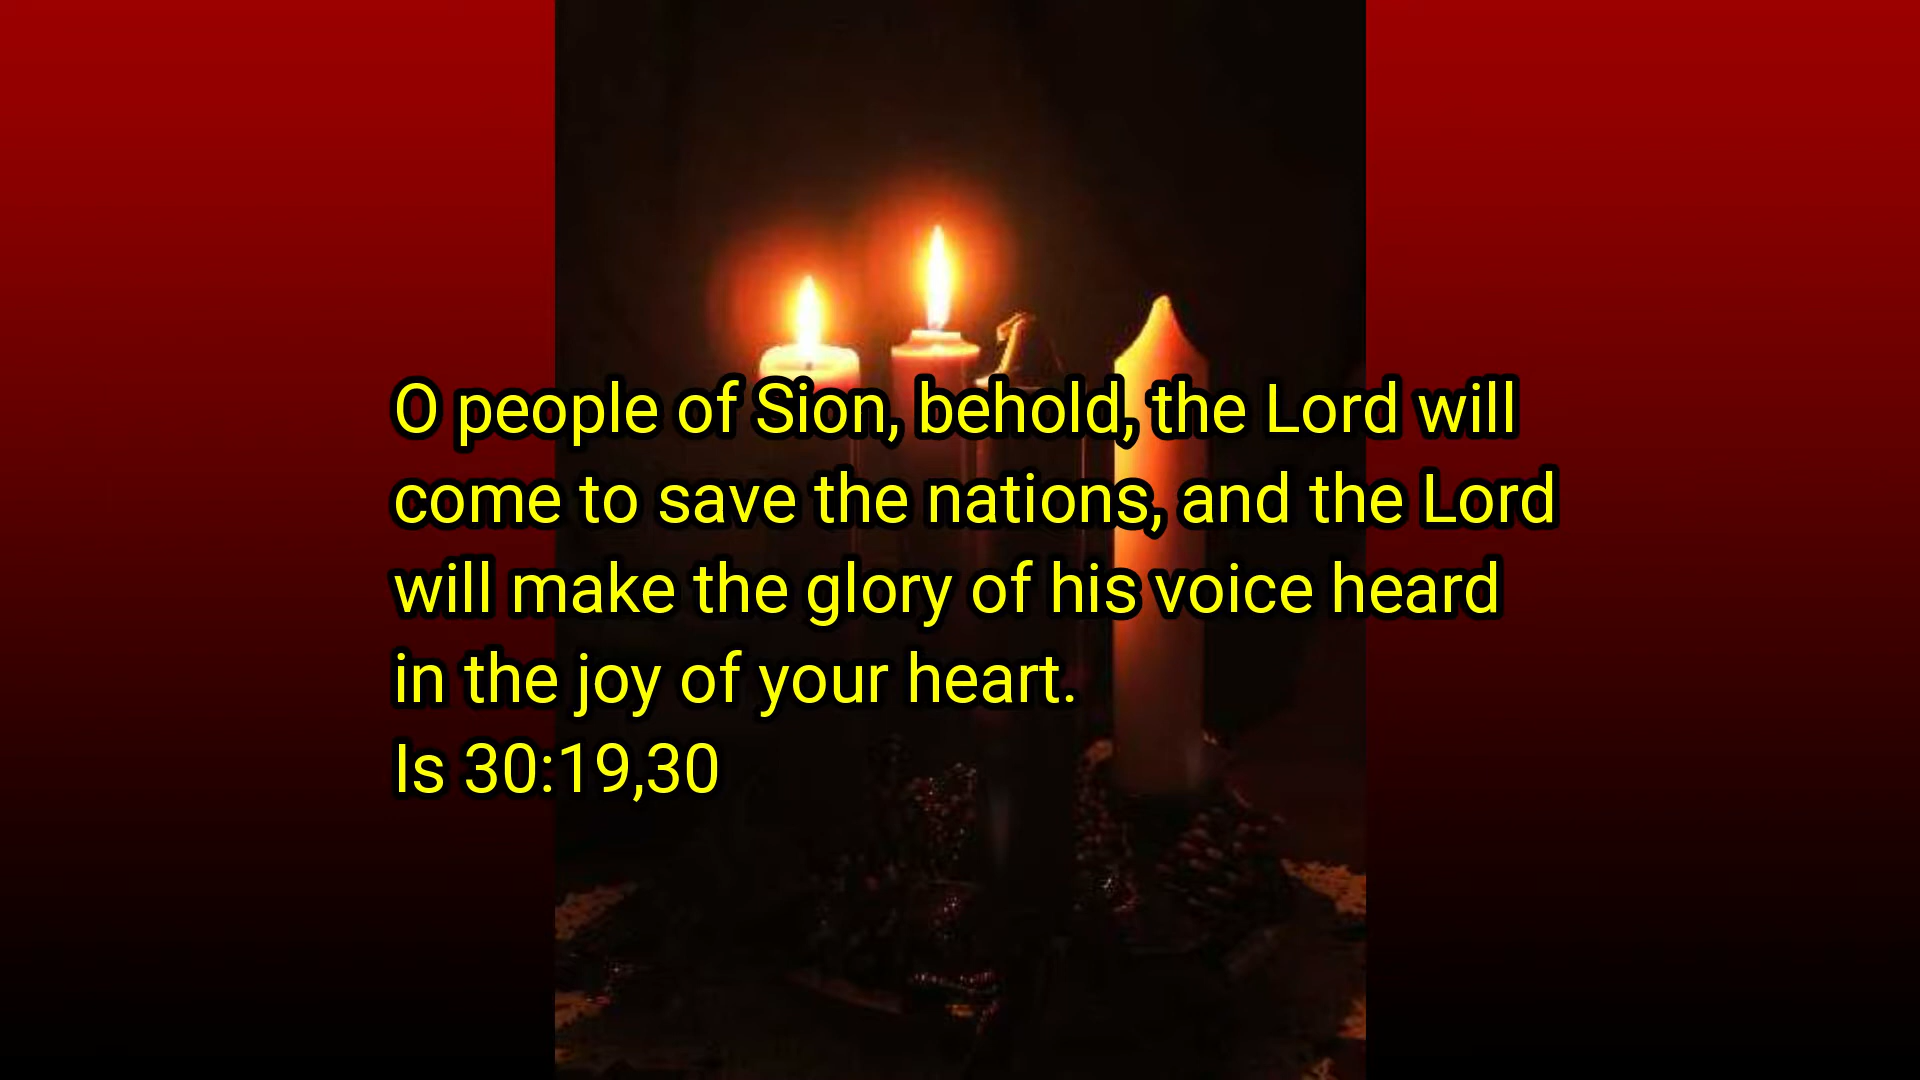 O people of Sion, behold, the Lord will
come to save the nations, and the Lord
will make the glory of his voice heard
in the joy of your heart.
Is 30:19,30